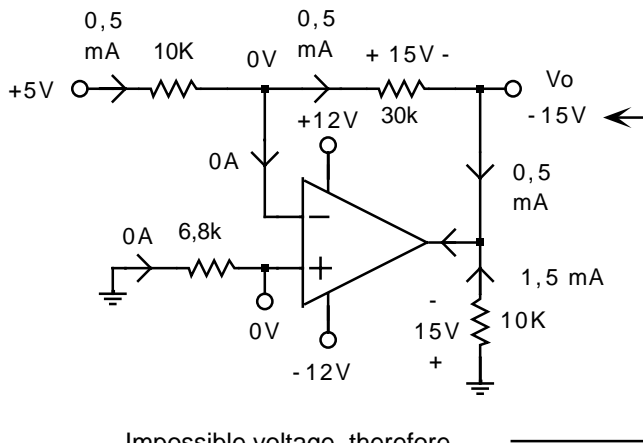 0,5
mA
10K
0V
0,5
mA
+ 15V -
Vo
+5V
30k
-15V
+12V
0A
0,5
mA
−
0A
6,8k
+
1,5 mA
0V
-
15V
+
10K
-12V
Impossible voltage, therefore